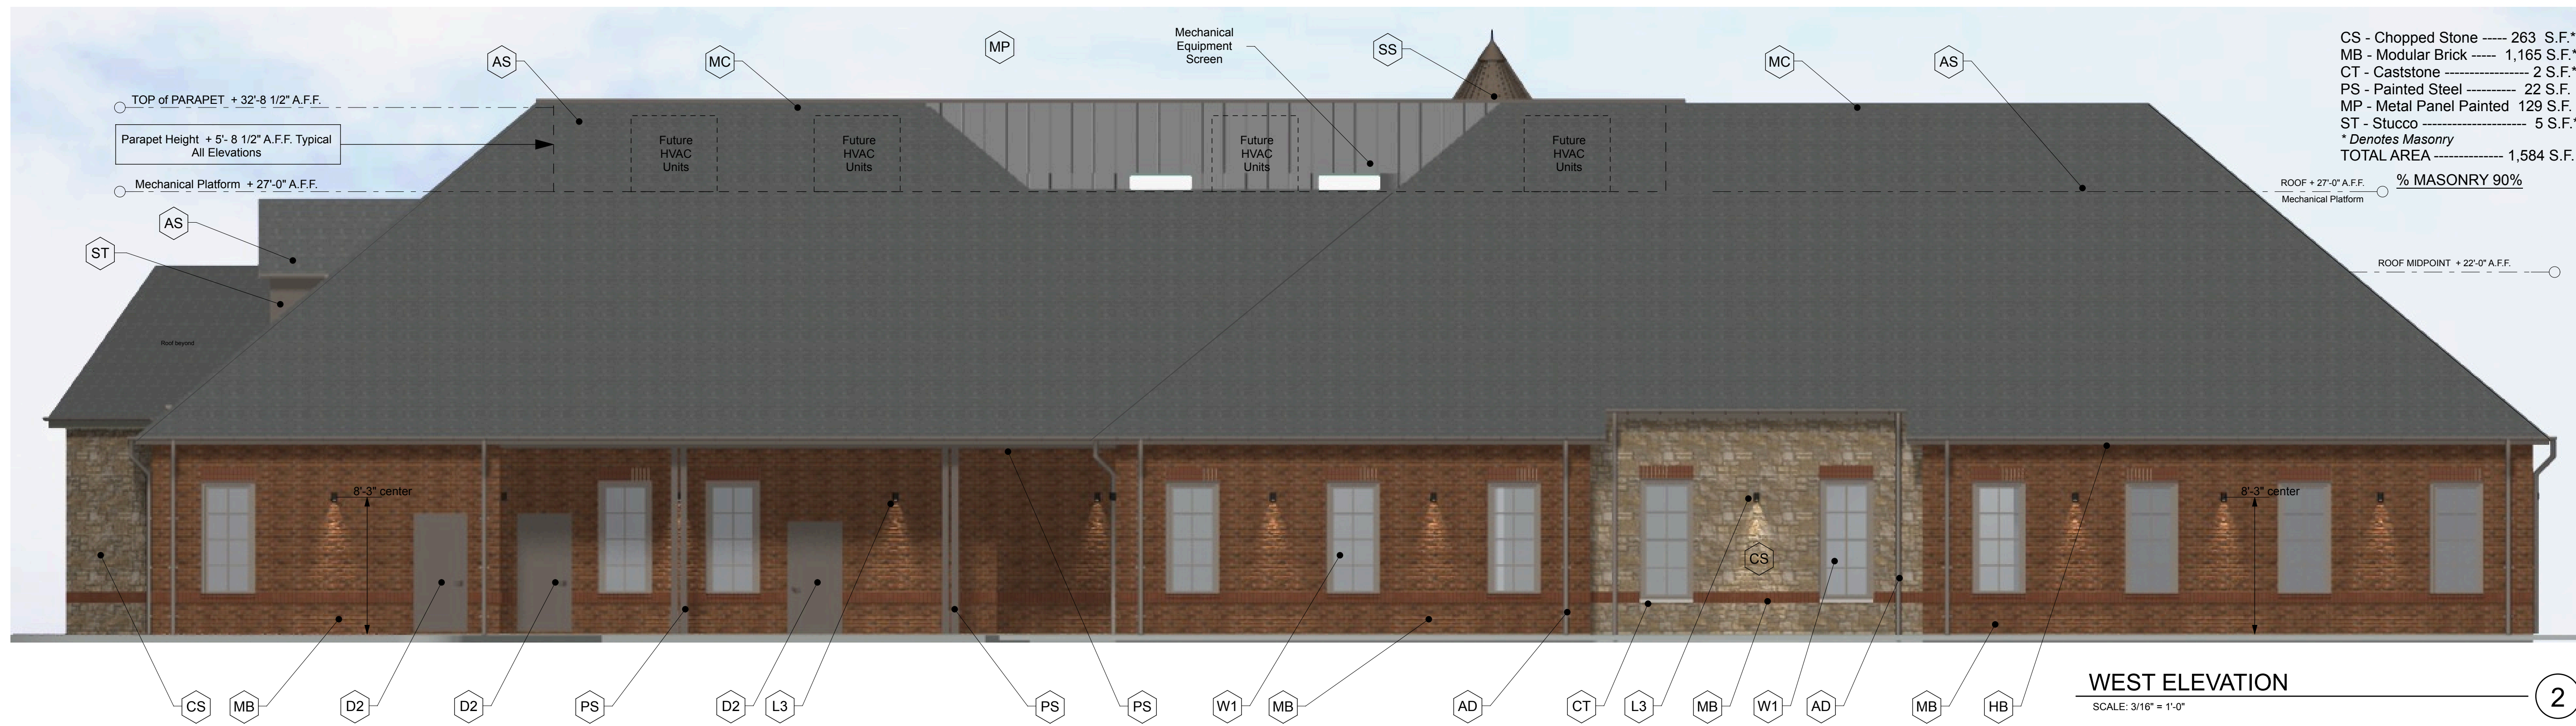 AS
MC
MP
Mechanical
Equipment
Screen
SS
MC
AS
CS - Chopped Stone ----- 263 S.F.*
MB - Modular Brick ----- 1,165 S.F.*
CT - Caststone ----------------- 2 S.F.*
PS - Painted Steel ---------- 22 S.F.
MP - Metal Panel Painted 129 S.F.
ST - Stucco --------------------- 5 S.F.*
* Denotes Masonry
TOTAL AREA -------------- 1,584 S.F.
% MASONRY 90%
TOP of PARAPET + 32'-8 1/2" A.F.F.
Parapet Height + 5'- 8 1/2" A.F.F. Typical
All Elevations
Mechanical Platform + 27'-0" A.F.F.
Future
HVAC
Units
Future
HVAC
Units
Future
HVAC
Units
Future
HVAC
Units
ROOF + 27'-0" A.F.F.
Mechanical Platform
AS
ST
ROOF MIDPOINT + 22'-0" A.F.F.
Roof beyond
8'-3" center
8'-3" center
CS
CS
MB
D2
D2
PS
D2
L3
PS
PS
W1
MB
AD
CT
L3
MB
W1
AD
MB
HB
WEST ELEVATION
SCALE: 3/16" = 1'-0"
2